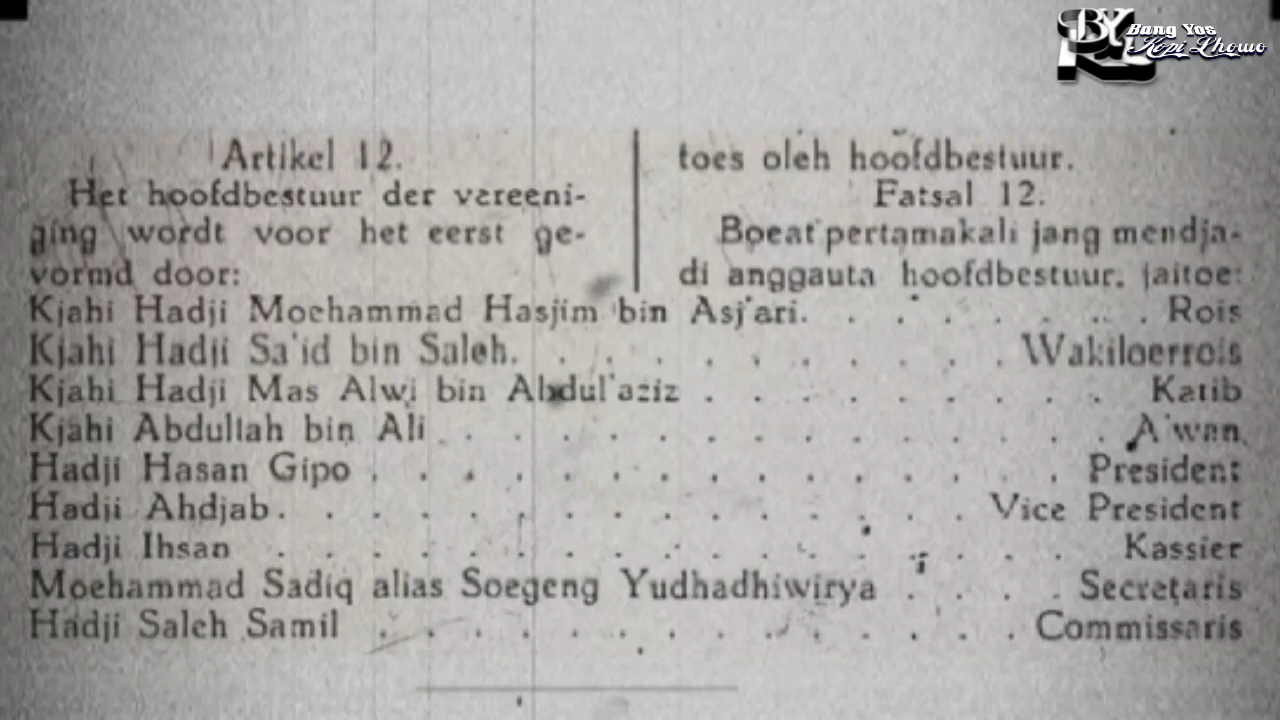 Bang Yos
Kopi Lhowo
Artikel 12.
Het hoofdbestuur der vereeni-
ging wordt voor het eerst ge-
vormd door:
toes oleh hoofdbestuur.
Fatsal 12.
Boeat pertamakali jang mendja-
di anggauta hoofdbestuur, jaitoe:
Kjahi Hadji Mochammad Hasjim bin Asj'ari. . . . . . . . Rois
Kjahi Hadji Sa'id bin Saleh. . . . . . . . . . . Wakiloerrois
Kjahi Hadji Mas Alwi bin Abdul'aziz . . . . . . . . . Katib
Kjahi Abdullah bin Ali . . . . . . . . . . . . . . . A'wan
Hadji Hasan Gipo . . . . . . . . . . . . . . . President
Hadji Ahdjab . . . . . . . . . . . . . . . Vice President
Hadji Ihsan . . . . . . . . . . . . . . . . . Kassier
Moehammad Sadiq alias Soegeng Yudhadhiwirya . . . . Secretaris
Hadji Saleh Samil . . . . . . . . . . . . . . Commissaris